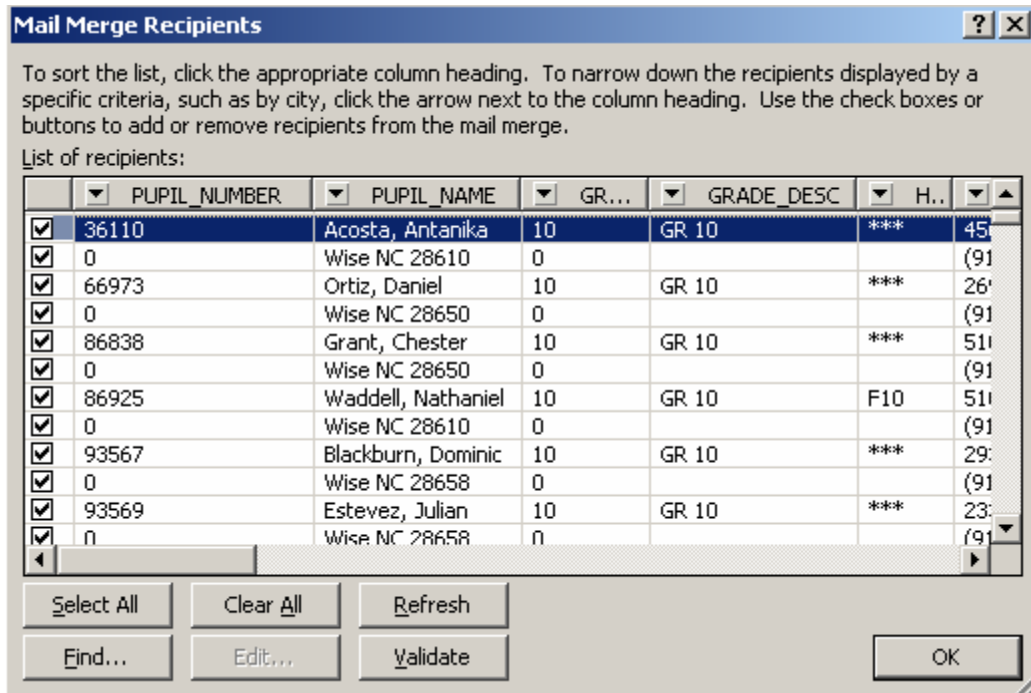 Mail Merge Recipients
To sort the list, click the appropriate column heading. To narrow down the recipients displayed by a
specific criteria, such as by city, click the arrow next to the column heading. Use the check boxes or
buttons to add or remove recipients from the mail merge.
List of recipients:
PUPIL_NUMBER PUPIL_NAME GR... GRADE_DESC H..
36110 Acosta, Antanika 10 GR 10 ***
0 Wise NC 28610 0 (91
66973 Ortiz, Daniel 10 GR 10 ***
0 Wise NC 28650 0 (91
86838 Grant, Chester 10 GR 10 ***
0 Wise NC 28650 0 (91
86925 Waddell, Nathaniel 10 GR 10 F10
0 Wise NC 28610 0 (91
93567 Blackburn, Dominic 10 GR 10 ***
0 Wise NC 28658 0 (91
93569 Estevez, Julian 10 GR 10 ***
0 Wise NC 28658 0 (91
Select All Clear All Refresh
Find... Edit... Validate OK